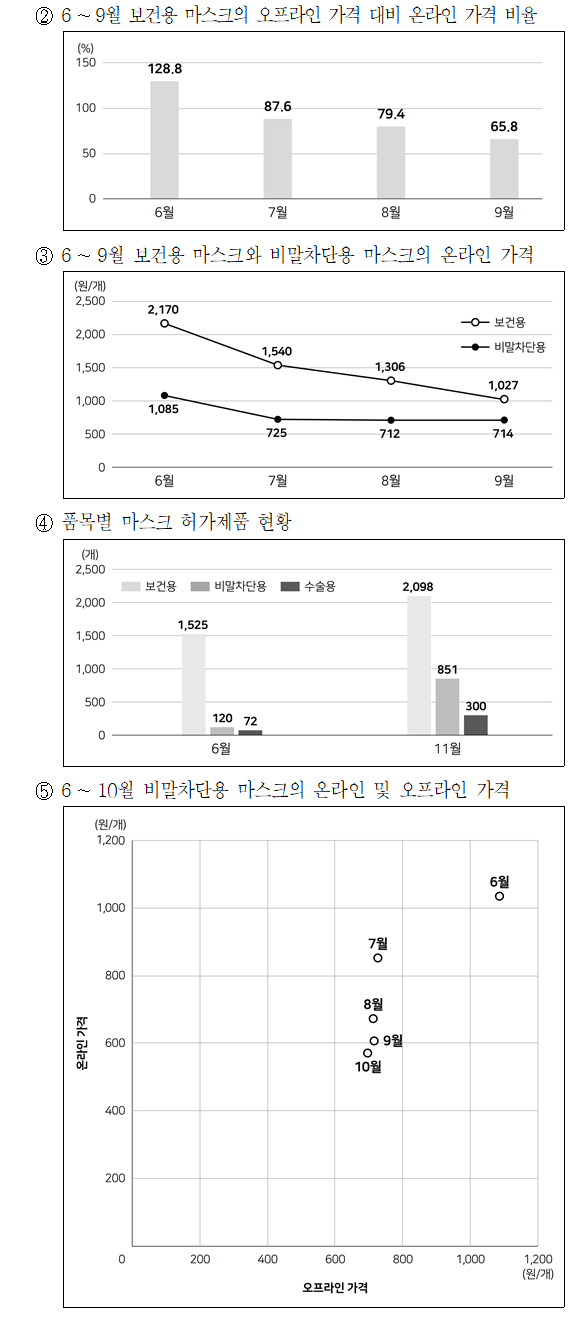 ② 6 ~ 9월 보건용 마스크의 오프라인 가격 대비 온라인 가격 비율
(%)
150
100
50
0
128.8
87.6
79.4
65.8
6월 7월 8월 9월
③ 6 ~ 9월 보건용 마스크와 비말차단용 마스크의 온라인 가격
(원/개)
2,500
2,000
1,500
1,000
500
0
보건용
비말차단용
2,170
1,540
1,306
1,027
1,085
725
712
714
6월 7월 8월 9월
④ 품목별 마스크 허가제품 현황
(개)
2,500
2,000
1,500
1,000
500
0
보건용 비말차단용 수술용
1,525
120
72
2,098
851
300
6월 11월
⑤ 6 ~ 10월 비말차단용 마스크의 온라인 및 오프라인 가격
(원/개)
1,200
1,000
800
600
400
200
온라인 가격
6월
7월
8월
9월
10월
0 200 400 600 800 1,000 1,200
(원/개)
오프라인 가격